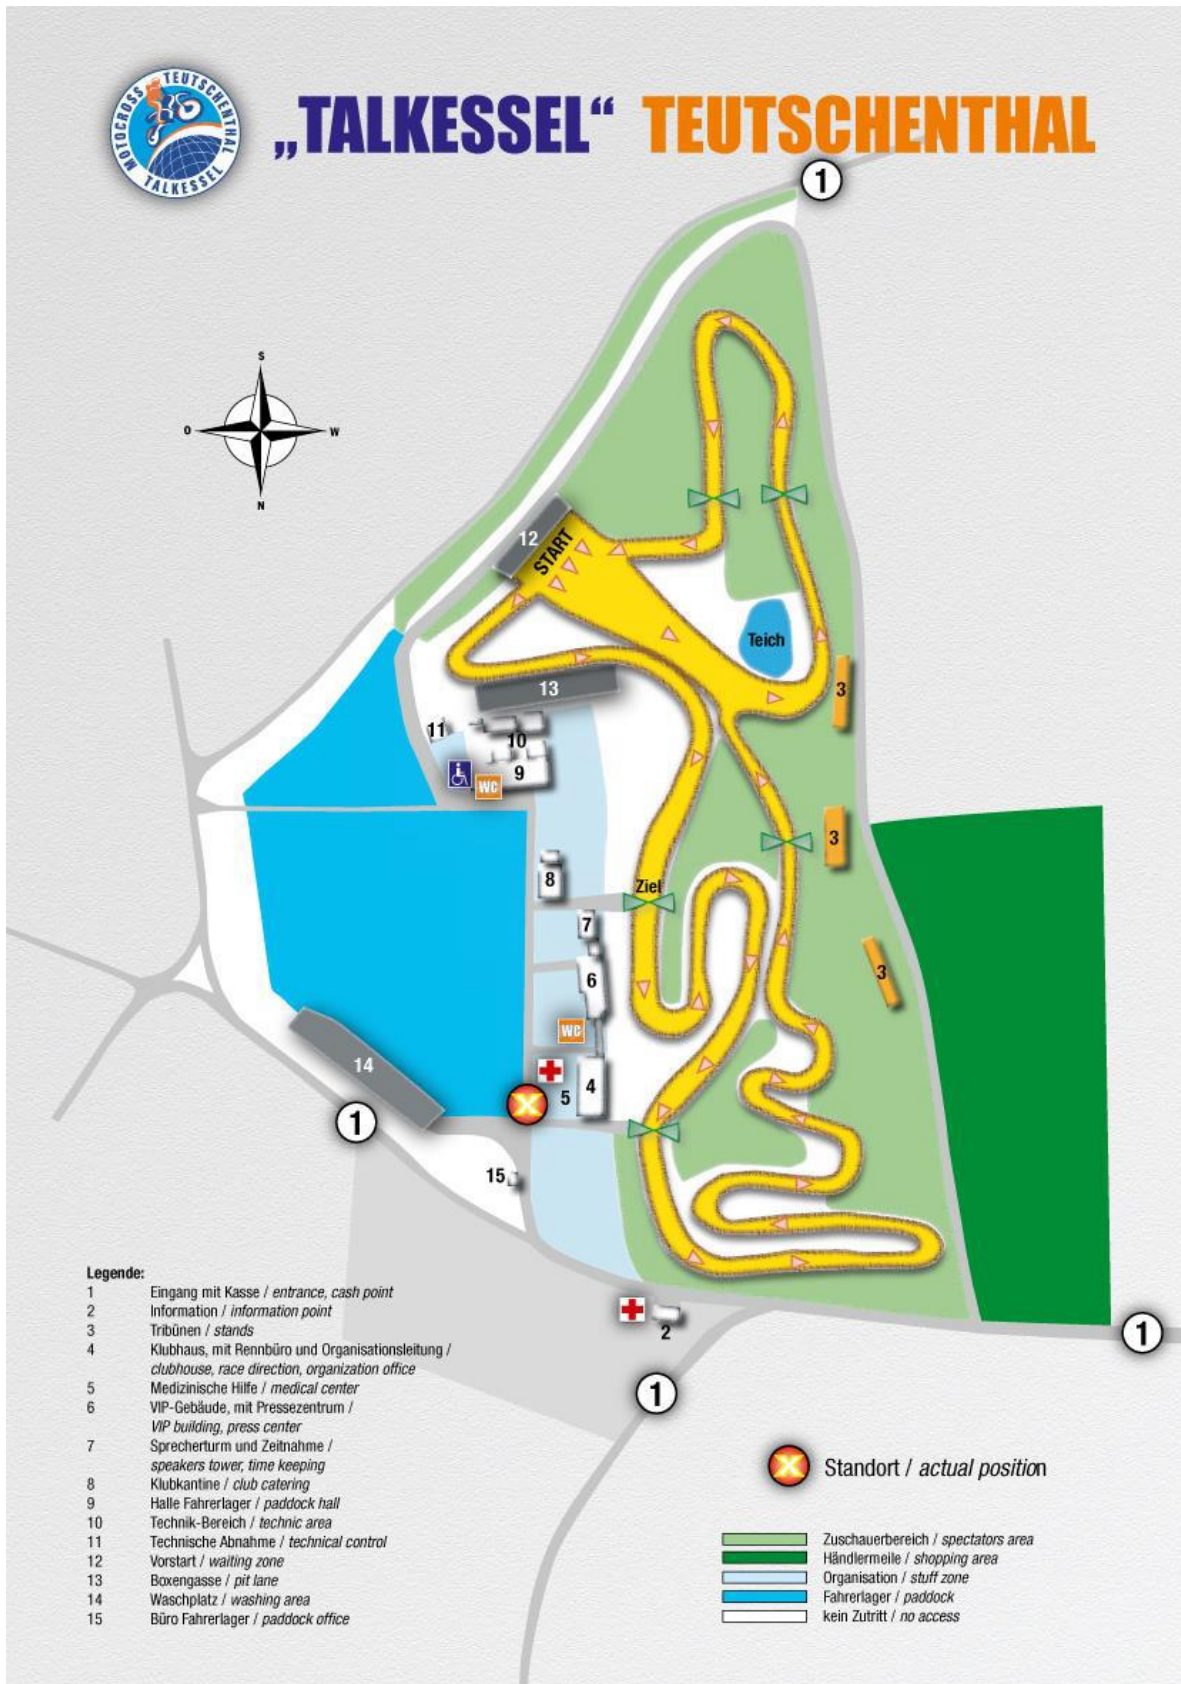 MOTOCROSS TEUTSCHENTHAL
TALKESSEL
„TALKESSEL“ TEUTSCHENTHAL
1
S
O
W
N
12
START
Teich
13
3
11
10
9
WC
3
8
Ziel
7
6
3
WC
14
4
5
X
1
15
2
1
1
Legende:
1 Eingang mit Kasse / entrance, cash point
2 Information / information point
3 Tribünen / stands
4 Klubhaus, mit Rennbüro und Organisationsleitung /
clubhouse, race direction, organization office
5 Medizinische Hilfe / medical center
6 VIP-Gebäude, mit Pressezentrum /
VIP building, press center
7 Sprecherturm und Zeitnahme /
speakers tower, time keeping
8 Klubkantine / club catering
9 Halle Fahrerlager / paddock hall
10 Technik-Bereich / technic area
11 Technische Abnahme / technical control
12 Vorstart / waiting zone
13 Boxengasse / pit lane
14 Waschplatz / washing area
15 Büro Fahrerlager / paddock office
X Standort / actual position
Zuschauerbereich / spectators area
Händlermeile / shopping area
Organisation / stuff zone
Fahrerlager / paddock
kein Zutritt / no access